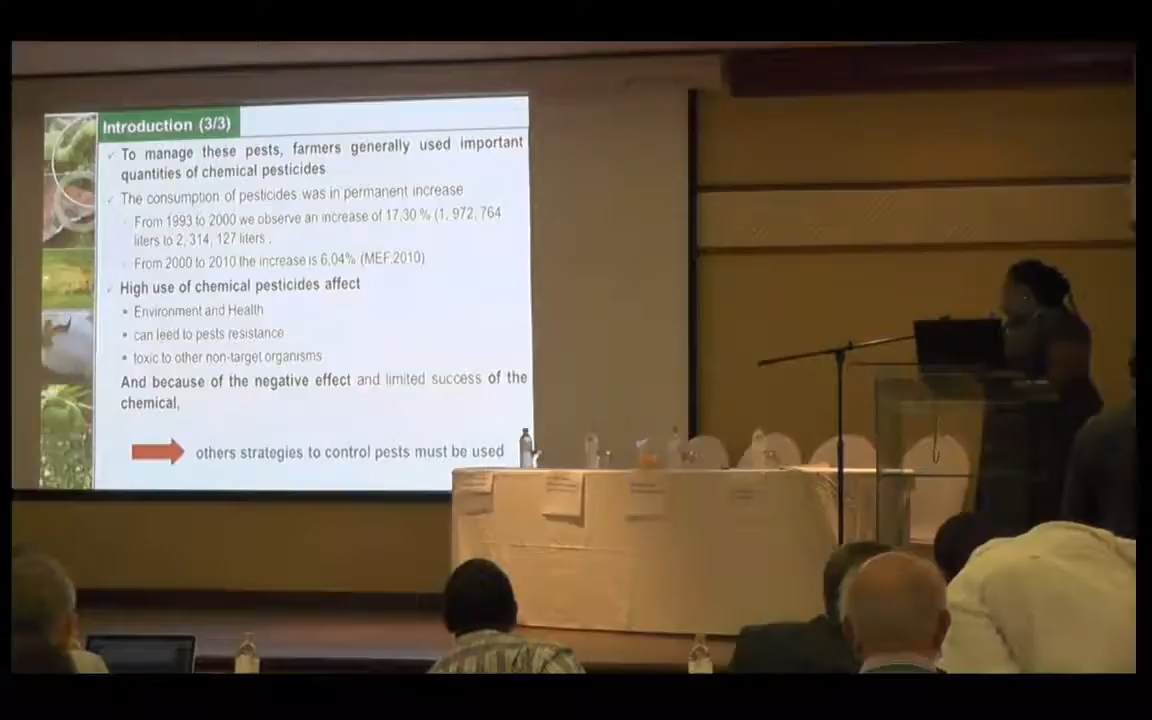 Introduction (3/3)
✓ To manage these pests, farmers generally used important
quantities of chemical pesticides
✓ The consumption of pesticides was in permanent increase
From 1993 to 2000 we observe an increase of 17,30 % (1, 972, 764
liters to 2, 314, 127 liters .
From 2000 to 2010 the increase is 6,04% (MEF,2010)
✓ High use of chemical pesticides affect
• Environment and Health
• can leed to pests resistance
• toxic to other non-target organisms
And because of the negative effect and limited success of the
chemical,
others strategies to control pests must be used